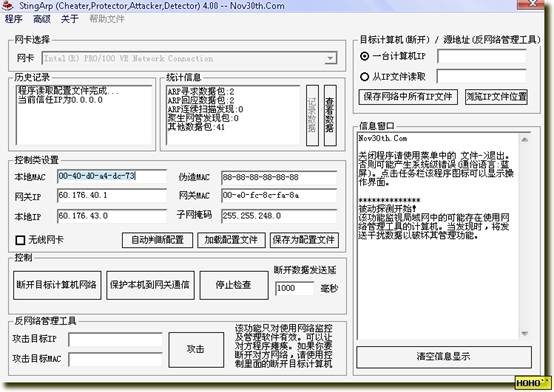 StingArp (Cheater,Protector,Attacker,Detector) 4.00 -- Nov30th.Com
程序 高级 关于 帮助文件
网卡选择
网卡 Intel(R) PRO/100 VE Network Connection
历史记录
程序读取配置文件完成...
当前信任IP为0.0.0.0
统计信息
ARP寻求数据包:2
ARP回应数据包:2
ARP连续扫描发现:0
聚生网管发现包:0
其他数据包:41
记录数据
查看数据
控制类设置
本地MAC 00-40-d0-a4-dc-73 伪造MAC 88-88-88-88-88-88
网关IP 60.176.40.1 网关MAC 00-e0-fc-8c-fa-8a
本地IP 60.176.43.0 子网掩码 255.255.248.0
无线网卡 自动判断配置 加载配置文件 保存为配置文件
控制
断开目标计算机网络 保护本机到网关通信 停止检查
断开数据发送延
1000 毫秒
反网络管理工具
攻击目标IP
攻击目标MAC
攻击
该功能只对使用网络监控
及管理软件有效。可以让
对方程序瘫痪。如果你要
断开对方网络，请使用控
制里面的断开目标计算机
目标计算机(断开) / 源地址(反网络管理工具)
一台计算机IP
从IP文件读取
保存网络中所有IP文件 浏览IP文件位置
信息窗口
Nov30th.Com
关闭程序请使用菜单中的 文件->退出。
否则可能产生系统级错误(通俗语言:蓝
屏)。点击任务栏该程序图标可以显示操
作界面。
**************
被动探测开始!
该功能监视局域网中的可能存在使用网
络管理工具的计算机。当发现时，将发
送干扰数据以破坏其管理功能。
清空信息显示
HOHO